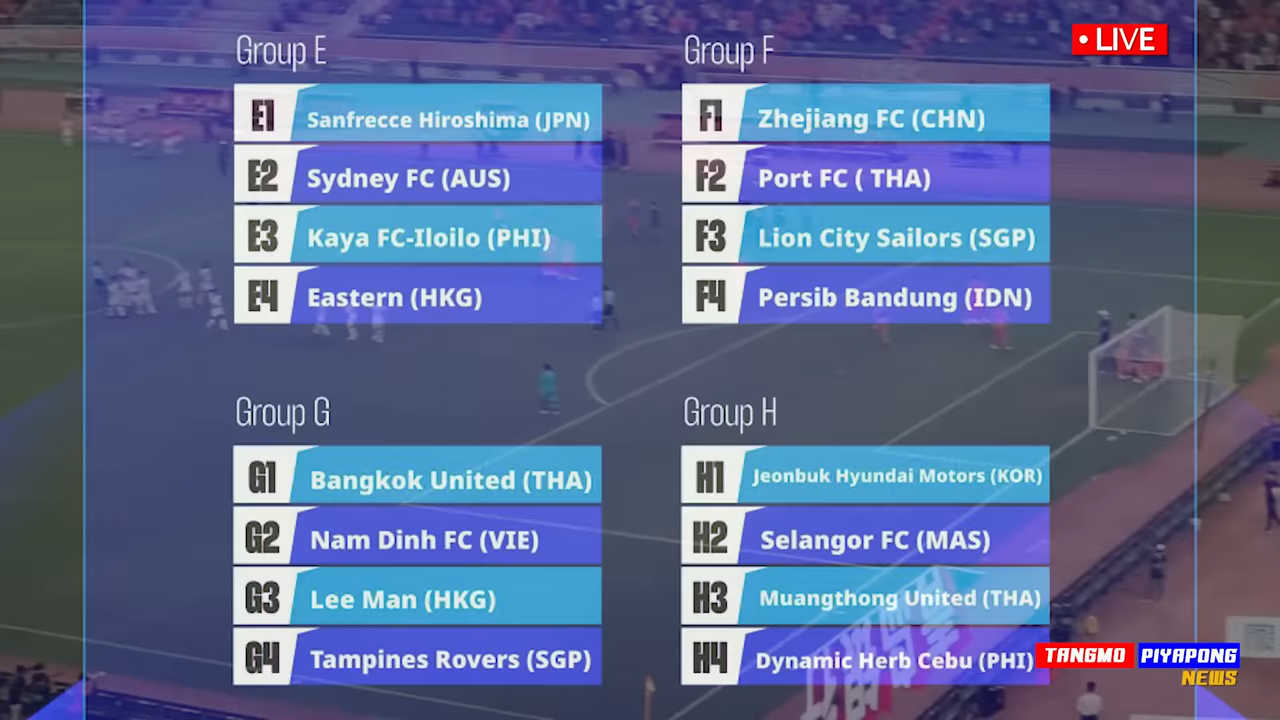 Group E
E1 Sanfrecce Hiroshima (JPN)
E2 Sydney FC (AUS)
E3 Kaya FC-Iloilo (PHI)
E4 Eastern (HKG)
Group F
F1 Zhejiang FC (CHN)
F2 Port FC ( THA)
F3 Lion City Sailors (SGP)
F4 Persib Bandung (IDN)
• LIVE
Group G
G1 Bangkok United (THA)
G2 Nam Dinh FC (VIE)
G3 Lee Man (HKG)
G4 Tampines Rovers (SGP)
Group H
H1 Jeonbuk Hyundai Motors (KOR)
H2 Selangor FC (MAS)
H3 Muangthong United (THA)
H4 Dynamic Herb Cebu (PHI)
TANGMO PIYAPONG
NEWS